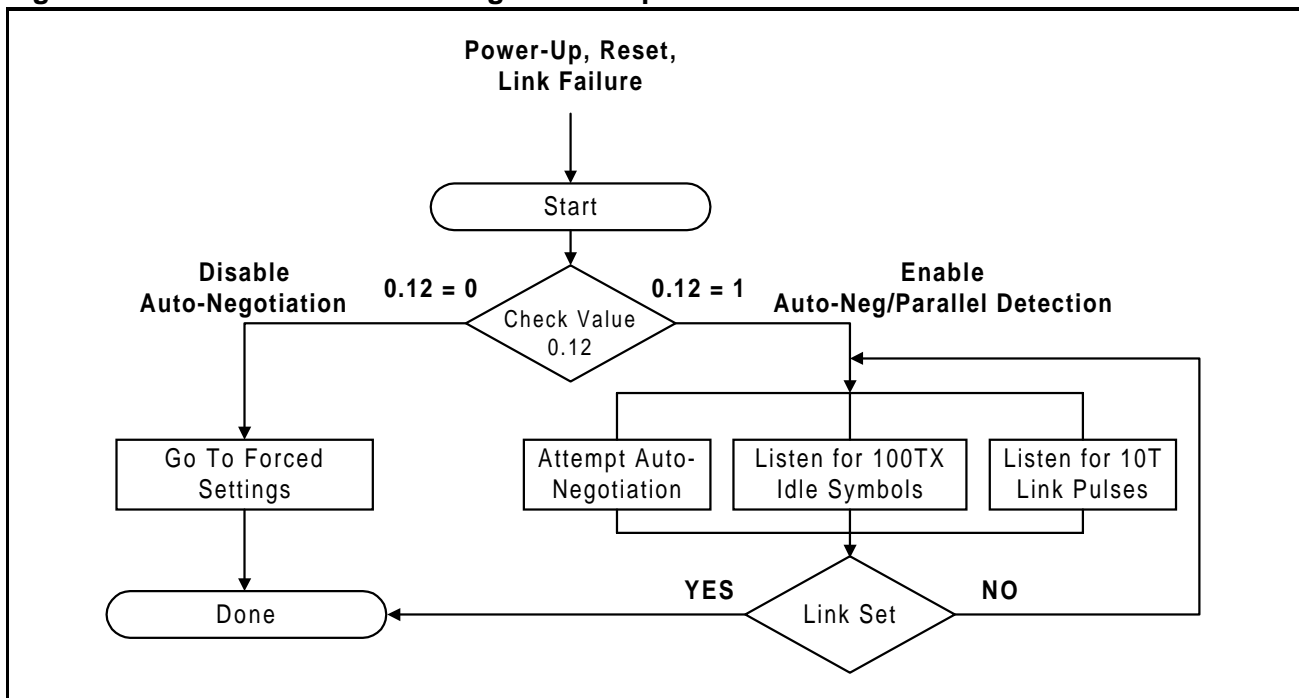 Power-Up, Reset,
Link Failure
Start
Disable
Auto-Negotiation
0.12 = 0
0.12 = 1
Enable
Auto-Neg/Parallel Detection
Check Value
0.12
Go To Forced
Settings
Attempt Auto-
Negotiation
Listen for 100TX
Idle Symbols
Listen for 10T
Link Pulses
Done
YES
Link Set
NO